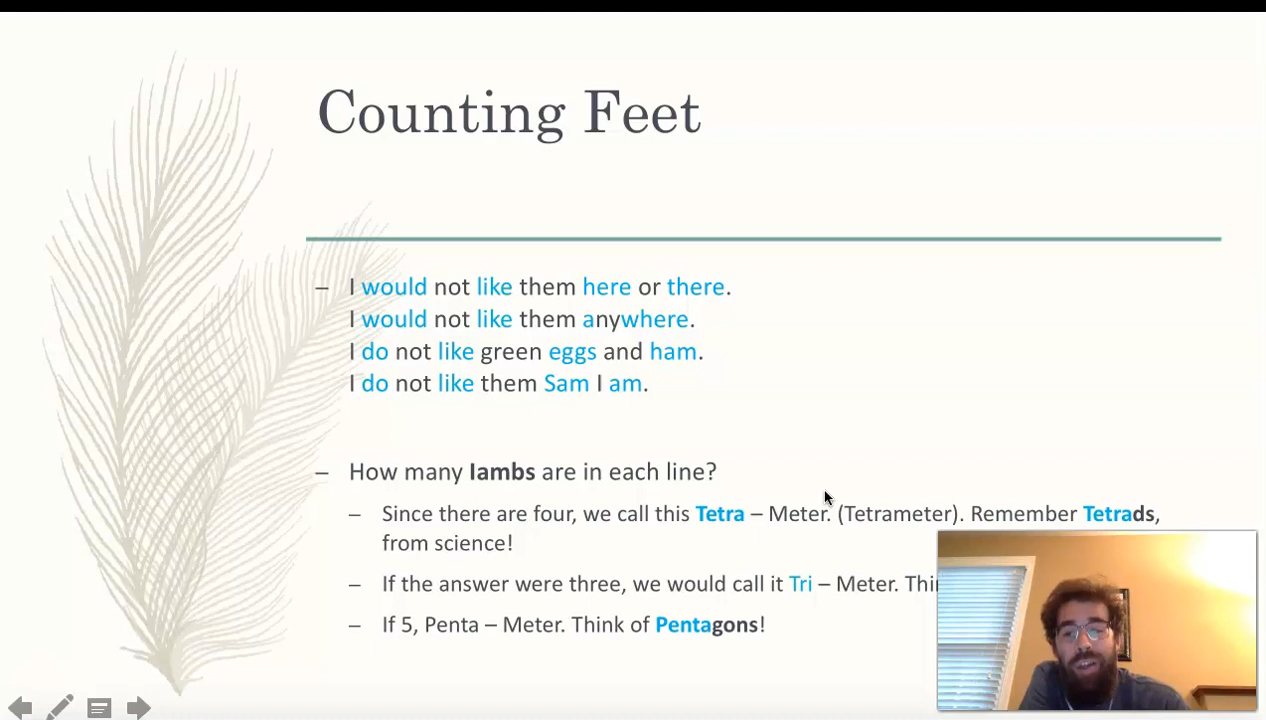 Counting Feet
– I would not like them here or there.
I would not like them anywhere.
I do not like green eggs and ham.
I do not like them Sam I am.
– How many Iambs are in each line?
– Since there are four, we call this Tetra – Meter. (Tetrameter). Remember Tetrads,
from science!
– If the answer were three, we would call it Tri – Meter.
– If 5, Penta – Meter. Think of Pentagons!